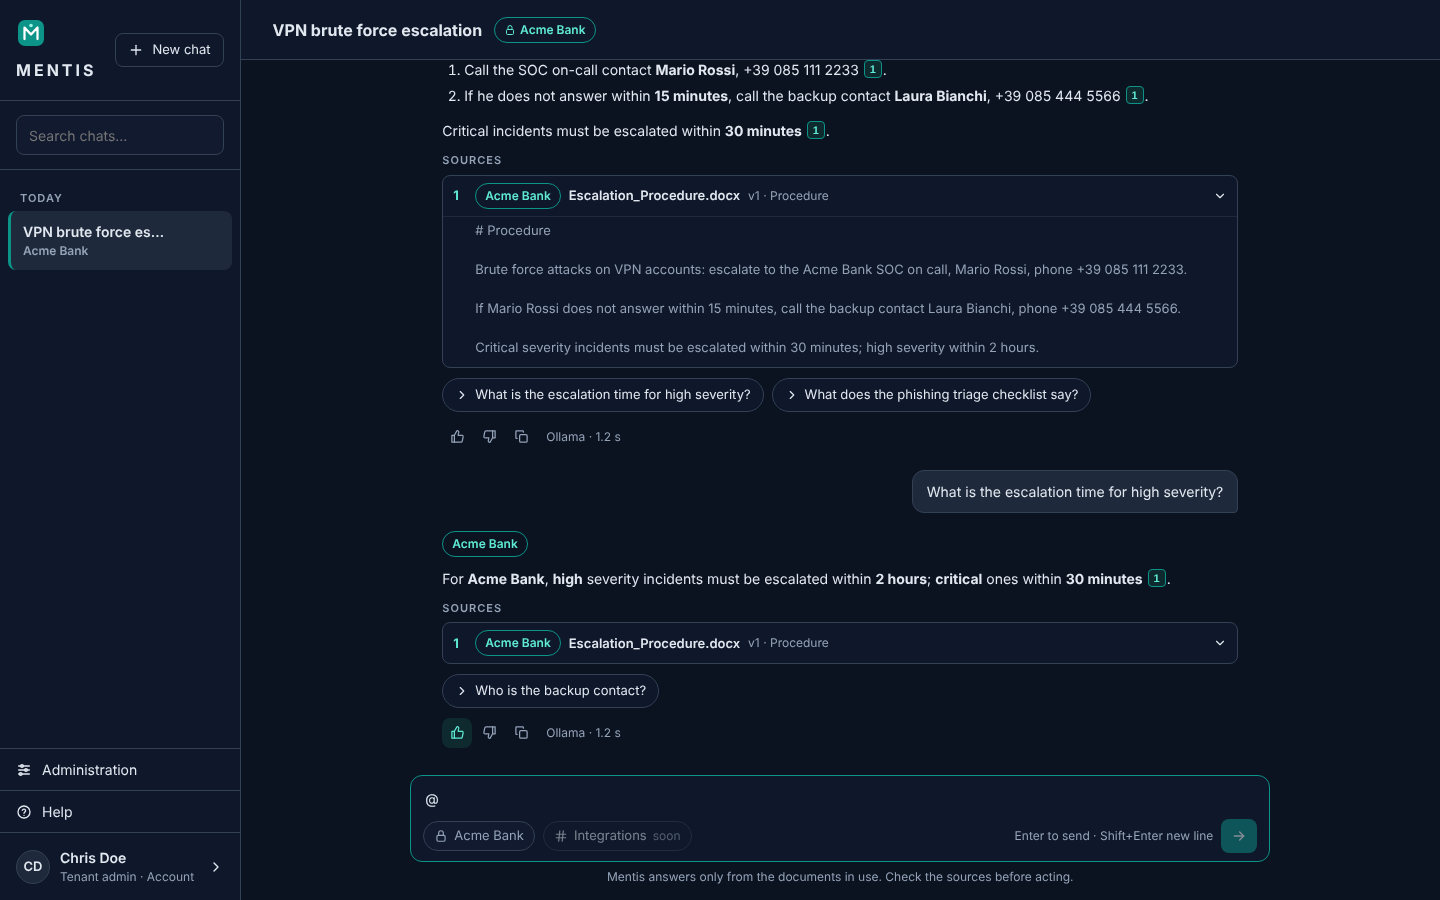 MENTIS
New chat
Search chats...
TODAY
VPN brute force es...
Acme Bank
Administration
Help
CD
Chris Doe
Tenant admin · Account
VPN brute force escalation
Acme Bank
1. Call the SOC on-call contact Mario Rossi, +39 085 111 2233 1.
2. If he does not answer within 15 minutes, call the backup contact Laura Bianchi, +39 085 444 5566 1.
Critical incidents must be escalated within 30 minutes 1.
SOURCES
1 Acme Bank Escalation_Procedure.docx v1 · Procedure
# Procedure
Brute force attacks on VPN accounts: escalate to the Acme Bank SOC on call, Mario Rossi, phone +39 085 111 2233.
If Mario Rossi does not answer within 15 minutes, call the backup contact Laura Bianchi, phone +39 085 444 5566.
Critical severity incidents must be escalated within 30 minutes; high severity within 2 hours.
What is the escalation time for high severity?
What does the phishing triage checklist say?
Ollama · 1.2 s
What is the escalation time for high severity?
Acme Bank
For Acme Bank, high severity incidents must be escalated within 2 hours; critical ones within 30 minutes 1.
SOURCES
1 Acme Bank Escalation_Procedure.docx v1 · Procedure
Who is the backup contact?
Ollama · 1.2 s
@
Acme Bank
# Integrations soon
Enter to send · Shift+Enter new line
Mentis answers only from the documents in use. Check the sources before acting.